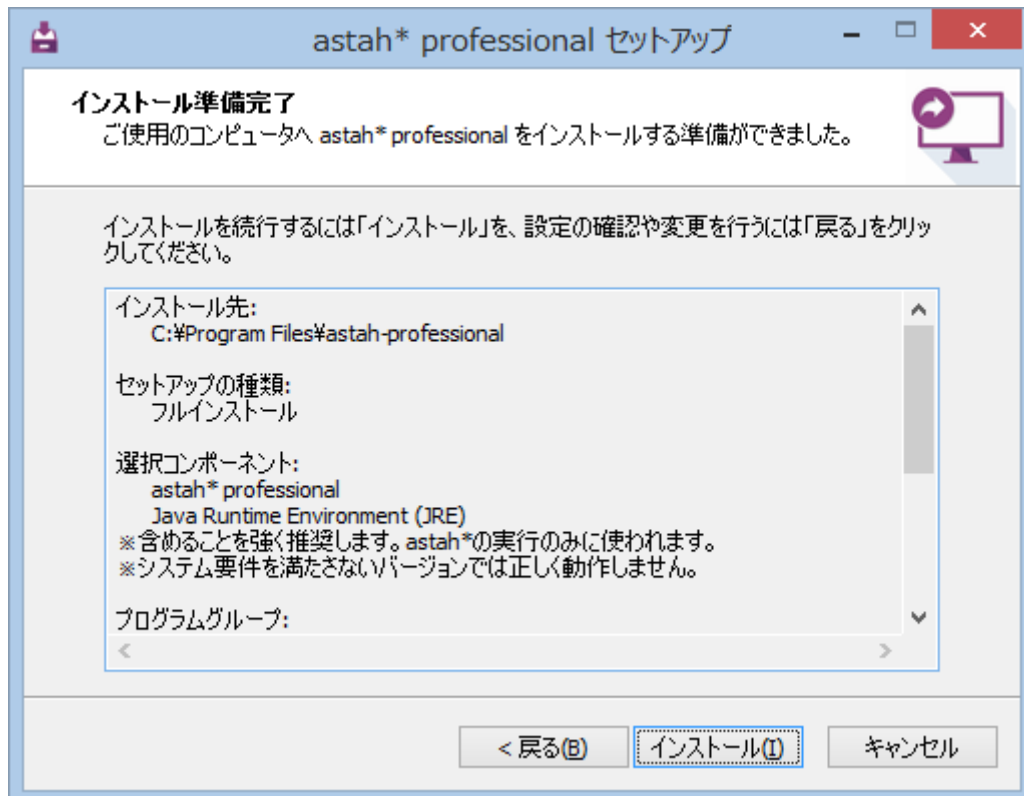 astah* professional セットアップ
インストール準備完了
ご使用のコンピュータへ astah* professional をインストールする準備ができました。
インストールを続行するには「インストール」を、設定の確認や変更を行うには「戻る」をクリッ
クしてください。
インストール先:
C:¥Program Files¥astah-professional
セットアップの種類:
フルインストール
選択コンポーネント:
astah* professional
Java Runtime Environment (JRE)
※含めることを強く推奨します。astah*の実行のみに使われます。
※システム要件を満たさないバージョンでは正しく動作しません。
プログラムグループ:
< 戻る(B) インストール(I) キャンセル